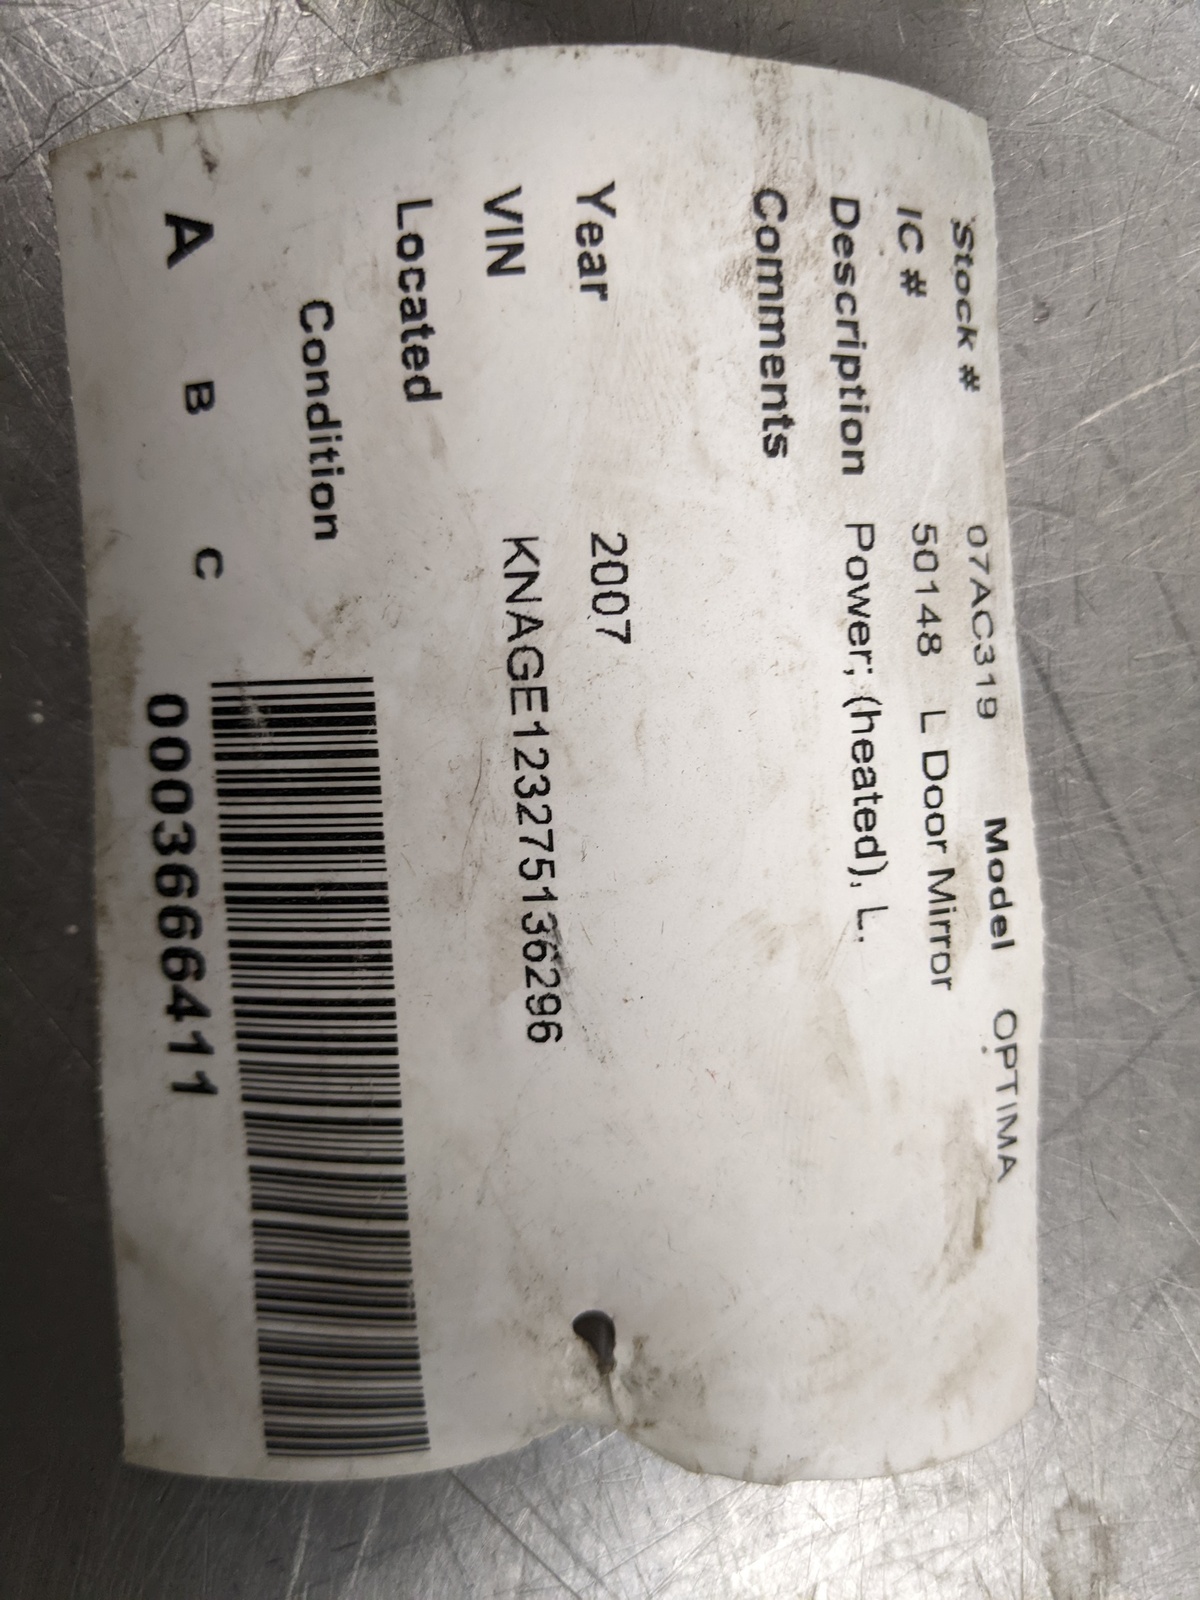 Stock # 07AC319 Model OPTIMA
IC # 50148 L Door Mirror
Description Power; (heated), L.
Comments
Year 2007
VIN KNAGE123275136296
Located
Condition
A B C
0003666411